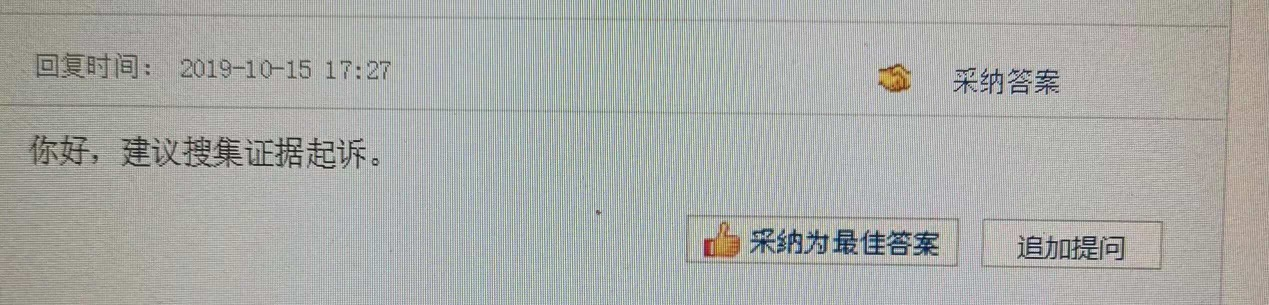 回复时间： 2019-10-15 17:27
采纳答案
你好，建议搜集证据起诉。
采纳为最佳答案
追加提问